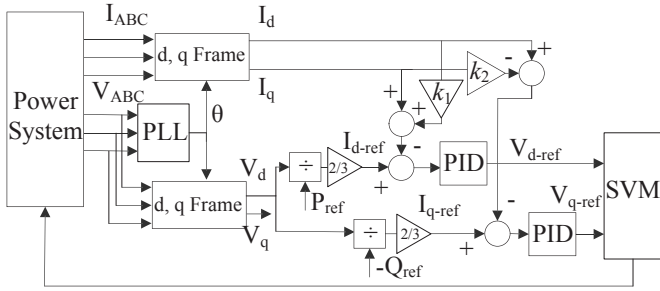 I_ABC
I_d
d, q Frame
I_q
k_2
-
+
k_1
+
+
Power
System
V_ABC
PLL
θ
I_d-ref
-
+
PID
V_d-ref
V_d
÷
2/3
P_ref
SVM
d, q Frame
V_q
÷
2/3
I_q-ref
-
+
PID
V_q-ref
-Q_ref